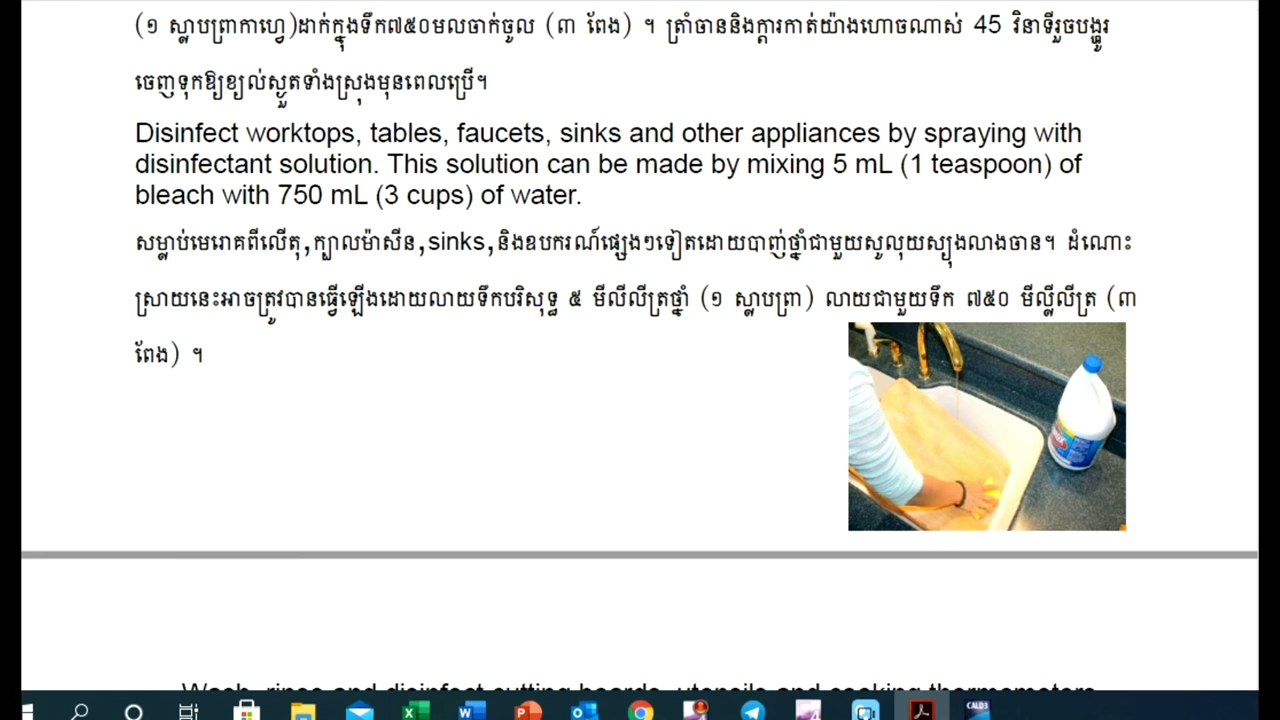 (១ ស្លាបព្រាកាហ្វេ)ដាក់ក្នុងទឹក៧៥០មលចាក់ចូល (៣ ពែង) ។ ត្រាំចាននិងក្តារកាត់យ៉ាងហោចណាស់ 45 វិនាទីរួចបង្ហូរ
ចេញទុកឱ្យខ្យល់ស្ងួតទាំងស្រុងមុនពេលប្រើ។
Disinfect worktops, tables, faucets, sinks and other appliances by spraying with
disinfectant solution. This solution can be made by mixing 5 mL (1 teaspoon) of
bleach with 750 mL (3 cups) of water.
សម្លាប់មេរោគពីលើតុ,ក្បាលម៉ាស៊ីន,sinks,និងឧបករណ៍ផ្សេងៗទៀតដោយបាញ់ថ្នាំជាមួយសូលុយស្យុងលាងចាន។ ដំណោះ
ស្រាយនេះអាចត្រូវបានធ្វើឡើងដោយលាយទឹកបរិសុទ្ធ ៥ មីលីលីត្រថ្នាំ (១ ស្លាបព្រា) លាយជាមួយទឹក ៧៥០ មីល្លីលីត្រ (៣
ពែង) ។
Wash, rinse and disinfect cutting boards, utensils and cooking thermometers
CALD3